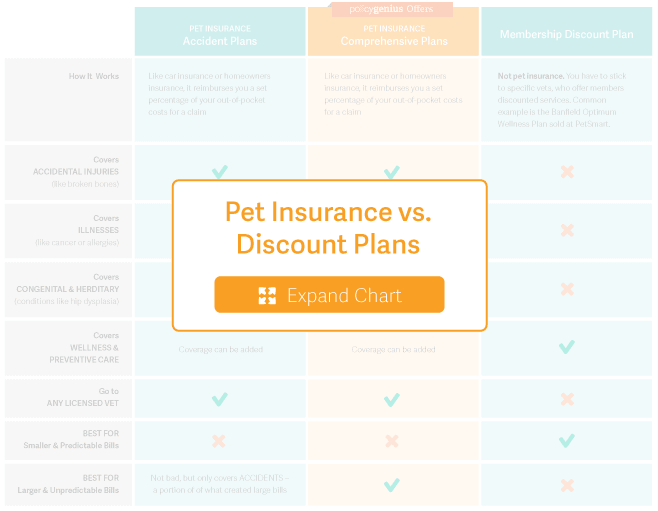 policygenius Offers
PET INSURANCE
Accident Plans
PET INSURANCE
Comprehensive Plans
Membership Discount Plan
How It Works
Like car insurance or homeowners
insurance, it reimburses you a set
percentage of your out-of-pocket
costs for a claim
Like car insurance or homeowners
insurance, it reimburses you a set
percentage of your out-of-pocket costs
for a claim
Not pet insurance. You have to stick
to specific vets, who offer members
discounted services. Common
example is the Banfield Optimum
Wellness Plan sold at PetSmart.
Covers
ACCIDENTAL INJURIES
(like broken bones)
Covers
ILLNESSES
(like cancer or allergies)
Covers
CONGENITAL & HERDITARY
(conditions like hip dysplasia)
Pet Insurance vs.
Discount Plans
Expand Chart
Covers
WELLNESS &
PREVENTIVE CARE
Coverage can be added
Coverage can be added
Go to
ANY LICENSED VET
BEST FOR
Smaller & Predictable Bills
BEST FOR
Larger & Unpredictable Bills
Not bad, but only covers ACCIDENTS -
a portion of of what created large bills